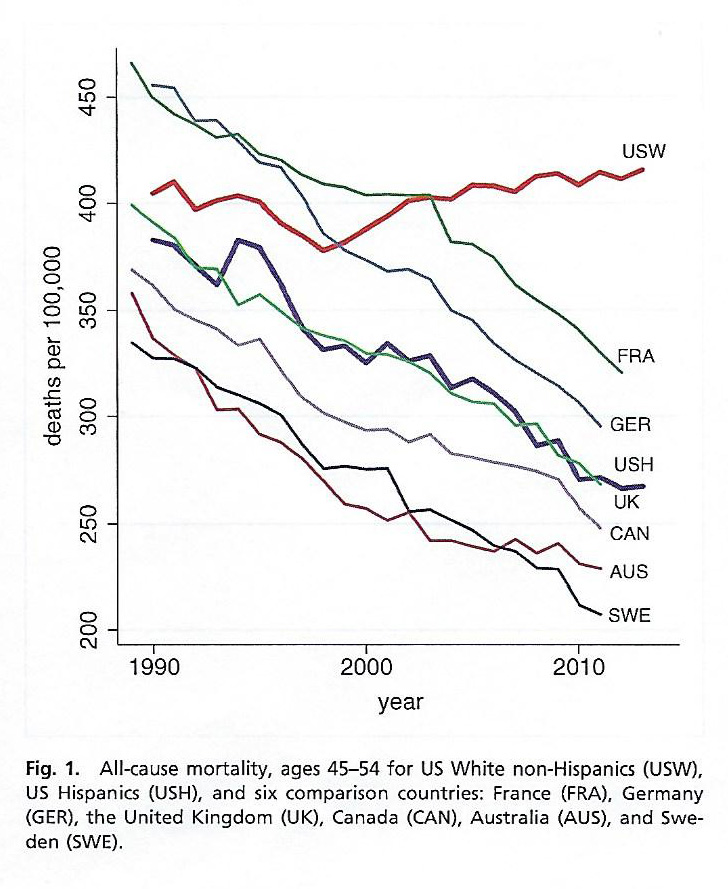 450
400
350
300
250
200
deaths per 100,000
1990
2000
2010
year
USW
FRA
GER
USH
UK
CAN
AUS
SWE
Fig. 1. All-cause mortality, ages 45–54 for US White non-Hispanics (USW),
US Hispanics (USH), and six comparison countries: France (FRA), Germany
(GER), the United Kingdom (UK), Canada (CAN), Australia (AUS), and Swe-
den (SWE).